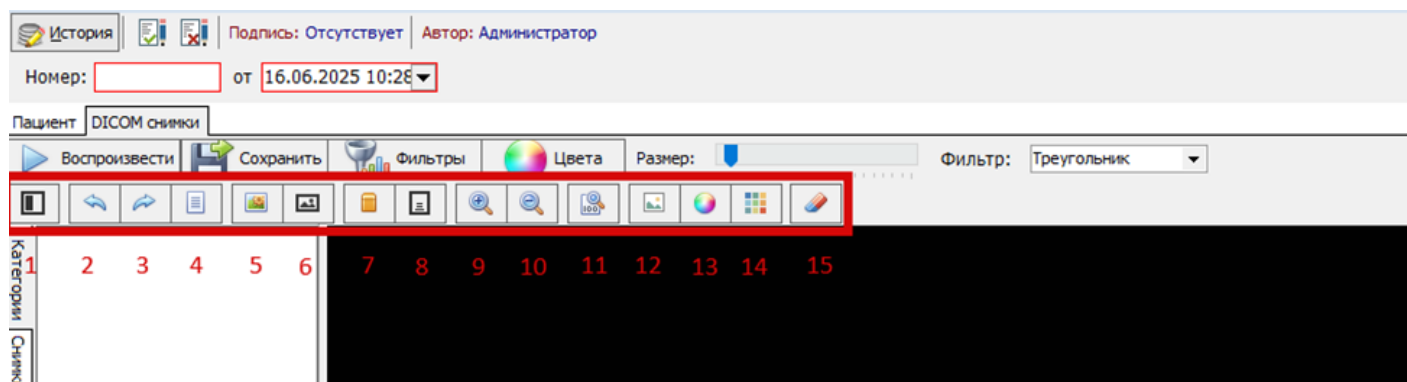 История Подпись: Отсутствует Автор: Администратор
Номер: от 16.06.2025 10:28
Пациент DICOM снимки
Воспроизвести Сохранить Фильтры Цвета Размер: Фильтр: Треугольник
100
1 2 3 4 5 6 7 8 9 10 11 12 13 14 15
Категории